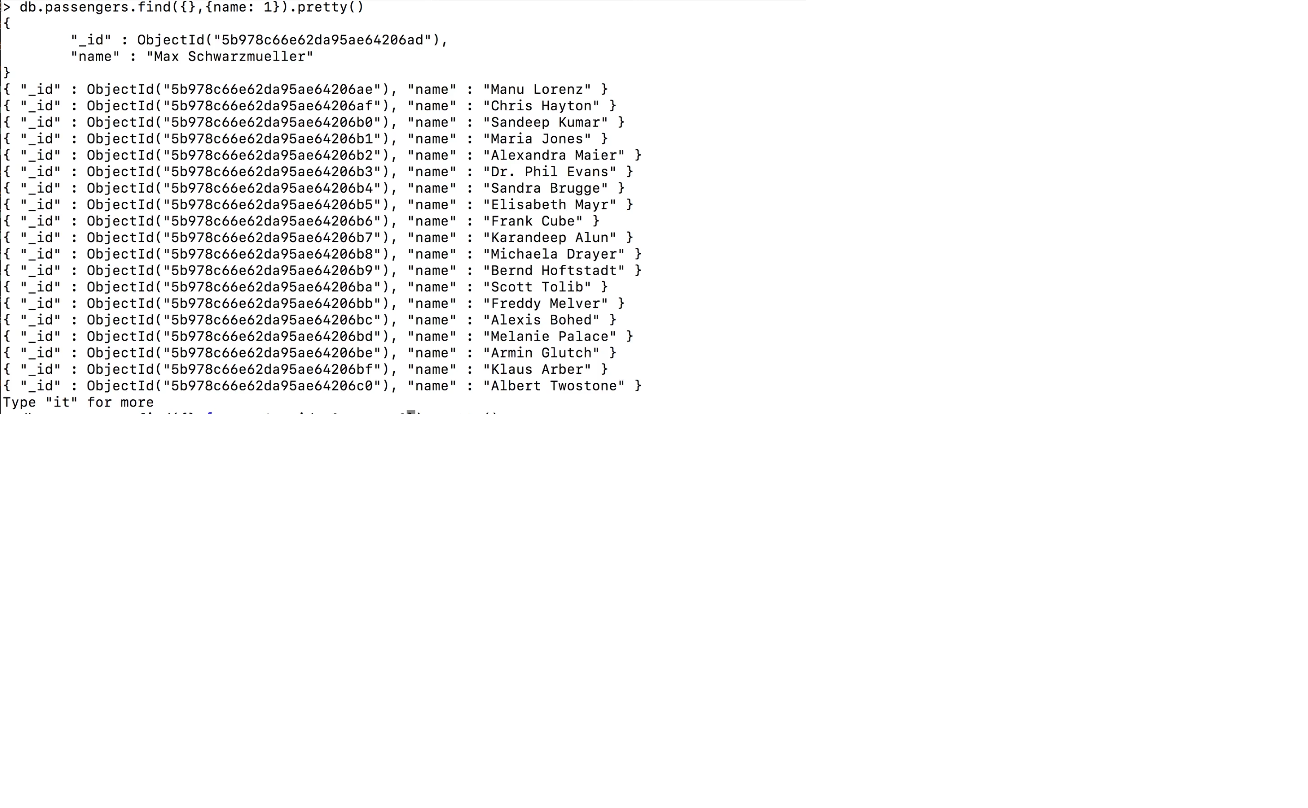 > db.passengers.find({},{name: 1}).pretty()
{
"_id" : ObjectId("5b978c66e62da95ae64206ad"),
"name" : "Max Schwarzmueller"
}
{ "_id" : ObjectId("5b978c66e62da95ae64206ae"), "name" : "Manu Lorenz" }
{ "_id" : ObjectId("5b978c66e62da95ae64206af"), "name" : "Chris Hayton" }
{ "_id" : ObjectId("5b978c66e62da95ae64206b0"), "name" : "Sandeep Kumar" }
{ "_id" : ObjectId("5b978c66e62da95ae64206b1"), "name" : "Maria Jones" }
{ "_id" : ObjectId("5b978c66e62da95ae64206b2"), "name" : "Alexandra Maier" }
{ "_id" : ObjectId("5b978c66e62da95ae64206b3"), "name" : "Dr. Phil Evans" }
{ "_id" : ObjectId("5b978c66e62da95ae64206b4"), "name" : "Sandra Brugge" }
{ "_id" : ObjectId("5b978c66e62da95ae64206b5"), "name" : "Elisabeth Mayr" }
{ "_id" : ObjectId("5b978c66e62da95ae64206b6"), "name" : "Frank Cube" }
{ "_id" : ObjectId("5b978c66e62da95ae64206b7"), "name" : "Karandeep Alun" }
{ "_id" : ObjectId("5b978c66e62da95ae64206b8"), "name" : "Michaela Drayer" }
{ "_id" : ObjectId("5b978c66e62da95ae64206b9"), "name" : "Bernd Hoftstadt" }
{ "_id" : ObjectId("5b978c66e62da95ae64206ba"), "name" : "Scott Tolib" }
{ "_id" : ObjectId("5b978c66e62da95ae64206bb"), "name" : "Freddy Melver" }
{ "_id" : ObjectId("5b978c66e62da95ae64206bc"), "name" : "Alexis Bohed" }
{ "_id" : ObjectId("5b978c66e62da95ae64206bd"), "name" : "Melanie Palace" }
{ "_id" : ObjectId("5b978c66e62da95ae64206be"), "name" : "Armin Glutch" }
{ "_id" : ObjectId("5b978c66e62da95ae64206bf"), "name" : "Klaus Arber" }
{ "_id" : ObjectId("5b978c66e62da95ae64206c0"), "name" : "Albert Twostone" }
Type "it" for more